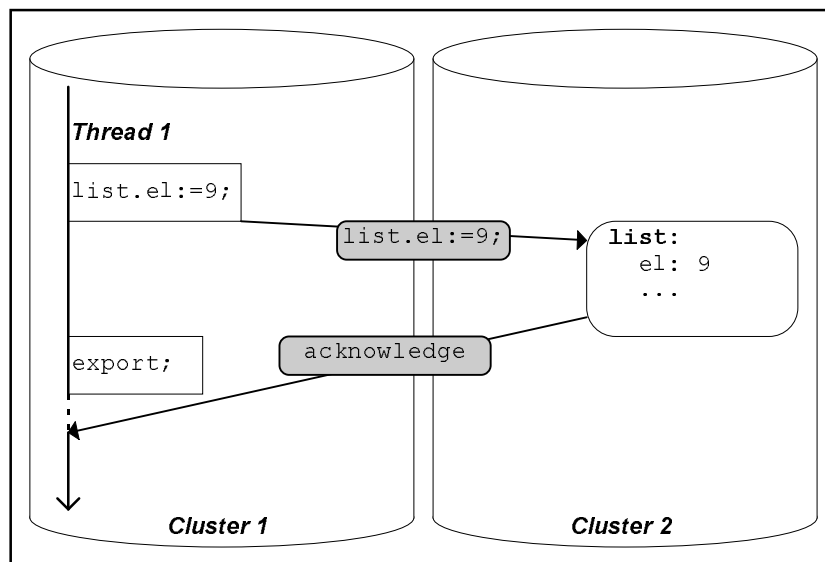 Thread 1
list.el:=9;
list.el:=9;
list:
el: 9
...
acknowledge
export;
Cluster 1
Cluster 2